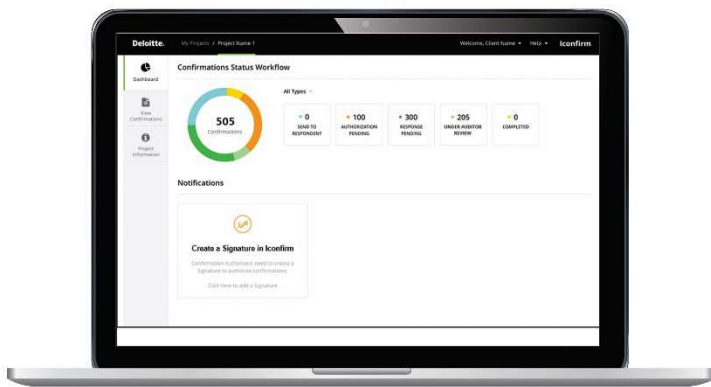 Deloitte.
My Projects / Project Name 1
Welcome, Client Name
Help
Iconfirm
Dashboard
View
Confirmations
Project
Information
Confirmations Status Workflow
All Types
505
Confirmations
0
SEND TO
RESPONDENT
100
AUTHORIZATION
PENDING
300
RESPONSE
PENDING
205
UNDER AUDITOR
REVIEW
0
COMPLETED
Notifications
Create a Signature in Iconfirm
Confirmation Authorizers need to create a
Signature to authorize confirmations
Click here to add a Signature